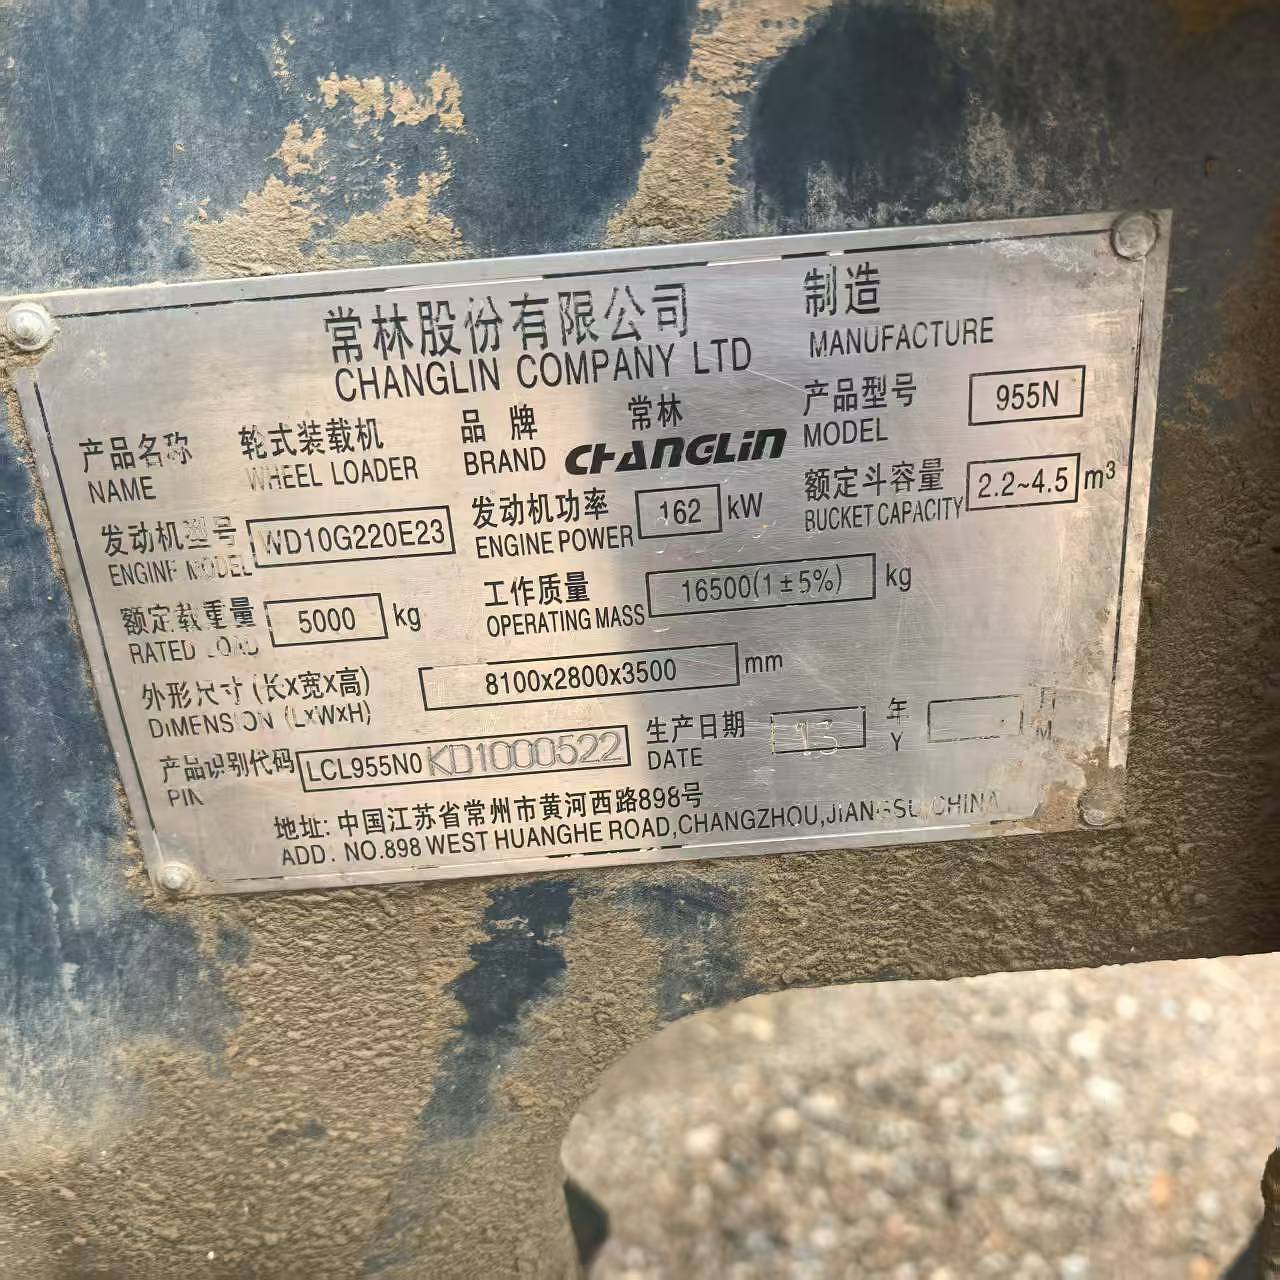 常林股份有限公司 制造
CHANGLIN COMPANY LTD MANUFACTURE
产品名称 轮式装载机 品牌 常林 产品型号 955N
NAME WHEEL LOADER BRAND CHANGLIN MODEL
发动机型号 WD10G220E23 发动机功率 162 kW 额定斗容量 2.2~4.5 m³
ENGINE MODEL ENGINE POWER BUCKET CAPACITY
额定载重量 5000 kg 工作质量 16500(1±5%) kg
RATED LOAD OPERATING MASS
外形尺寸(长X宽X高) 8100x2800x3500 mm
DIMENSION (LxWxH)
产品识别代码 LCL955N0KD1000522 生产日期 13 年 月
PIN DATE Y M
地址: 中国江苏省常州市黄河西路898号
ADD. NO.898 WEST HUANGHE ROAD,CHANGZHOU,JIANGSU,CHINA